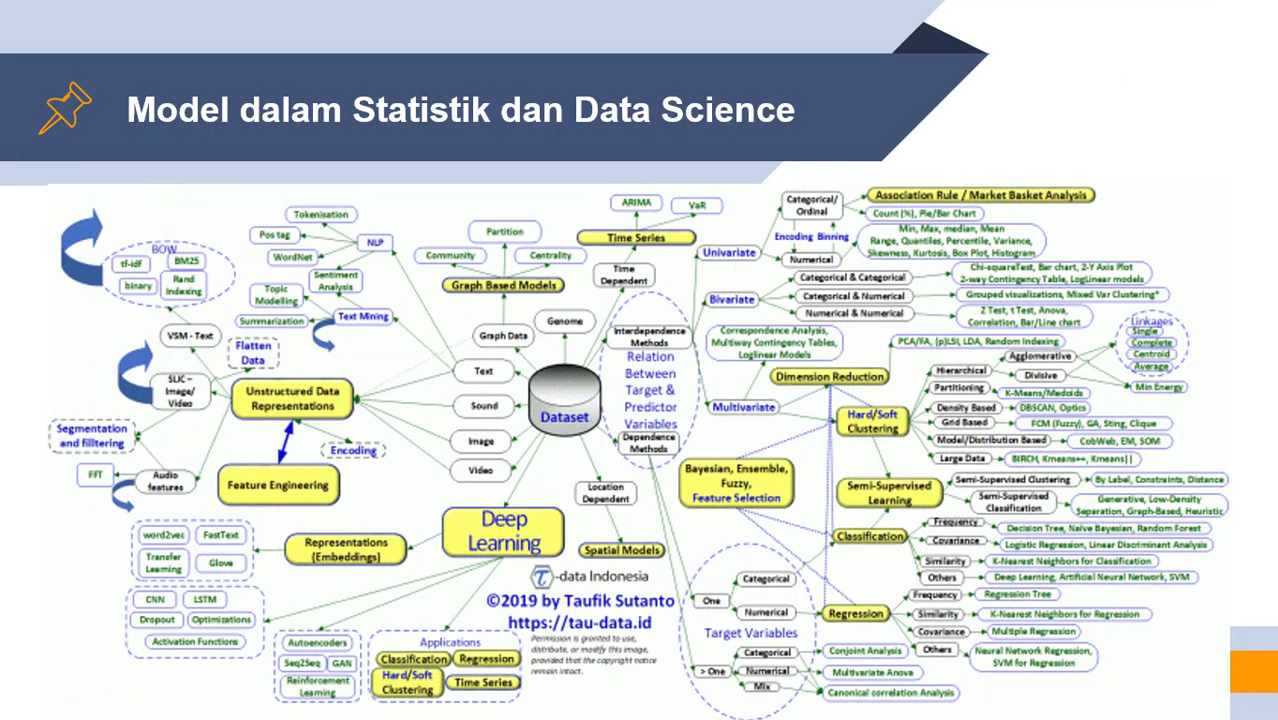 Model dalam Statistik dan Data Science
BOW
tf-idf
BM25
binary
Rand
Indexing
Tokenisation
Pos tag
NLP
WordNet
Sentiment
Analysis
Topic
Modelling
Summarization
Text Mining
VSM - Text
Flatten
Data
SLIC –
Image/
Video
Segmentation
and filltering
FFT
Audio
features
Unstructured Data
Representations
Encoding
Feature Engineering
Partition
Community
Centrality
Graph Based Models
Graph Data
Genome
Text
Sound
Image
Video
Dataset
ARIMA
VaR
Time Series
Time
Dependent
Interdependence
Methods
Relation
Between
Target &
Predictor
Variables
Dependence
Methods
Location
Dependent
Spatial Models
Univariate
Categorical/
Ordinal
Encoding
Binning
Numerical
Association Rule / Market Basket Analysis
Count (%), Pie/Bar Chart
Min, Max, median, Mean
Range, Quantiles, Percentile, Variance,
Skewness, Kurtosis, Box Plot, Histogram
Bivariate
Categorical & Categorical
Categorical & Numerical
Numerical & Numerical
Chi-squareTest, Bar chart, 2-Y Axis Plot
2-way Contingency Table, LogLinear models
Grouped visualizations, Mixed Var Clustering*
Z Test, t Test, Anova,
Correlation, Bar/Line chart
Correspondence Analysis,
Multiway Contingency Tables,
Loglinear Models
Multivariate
Dimension Reduction
PCA/FA, (p)LSI, LDA, Random Indexing
Hard/Soft
Clustering
Hierarchical
Agglomerative
Divisive
Linkages
Single
Complete
Centroid
Average
Min Energy
Partitioning
K-Means/Medoids
Density Based
DBSCAN, Optics
Grid Based
FCM (Fuzzy), GA, Sting, Clique
Model/Distribution Based
CobWeb, EM, SOM
Large Data
BIRCH, Kmeans++, Kmeans||
Bayesian, Ensemble,
Fuzzy,
Feature Selection
Semi-Supervised
Learning
Semi-Supervised Clustering
By Label, Constraints, Distance
Semi-Supervised
Classification
Generative, Low-Density
Separation, Graph-Based, Heuristic
Classification
Frequency
Decision Tree, Naïve Bayesian, Random Forest
Covariance
Logistic Regression, Linear Discriminant Analysis
Similarity
K-Nearest Neighbors for Classification
Others
Deep Learning, Artificial Neural Network, SVM
Regression
Frequency
Regression Tree
Similarity
K-Nearest Neighbors for Regression
Covariance
Multiple Regression
Others
Neural Network Regression,
SVM for Regression
One
Categorical
Numerical
Target Variables
> One
Categorical
Numerical
Mix
Conjoint Analysis
Multivariate Anova
Canonical correlation Analysis
Deep
Learning
Representations
(Embeddings)
word2vec
FastText
Transfer
Learning
Glove
CNN
LSTM
Dropout
Optimizations
Activation Functions
Autoencoders
Seq2Seq
GAN
Reinforcement
Learning
Applications
Classification
Regression
Hard/Soft
Clustering
Time Series
τ-data Indonesia
©2019 by Taufik Sutanto
https://tau-data.id
Permission is granted to use,
distribute, or modify this image,
provided that the copyright notice
remain intact.